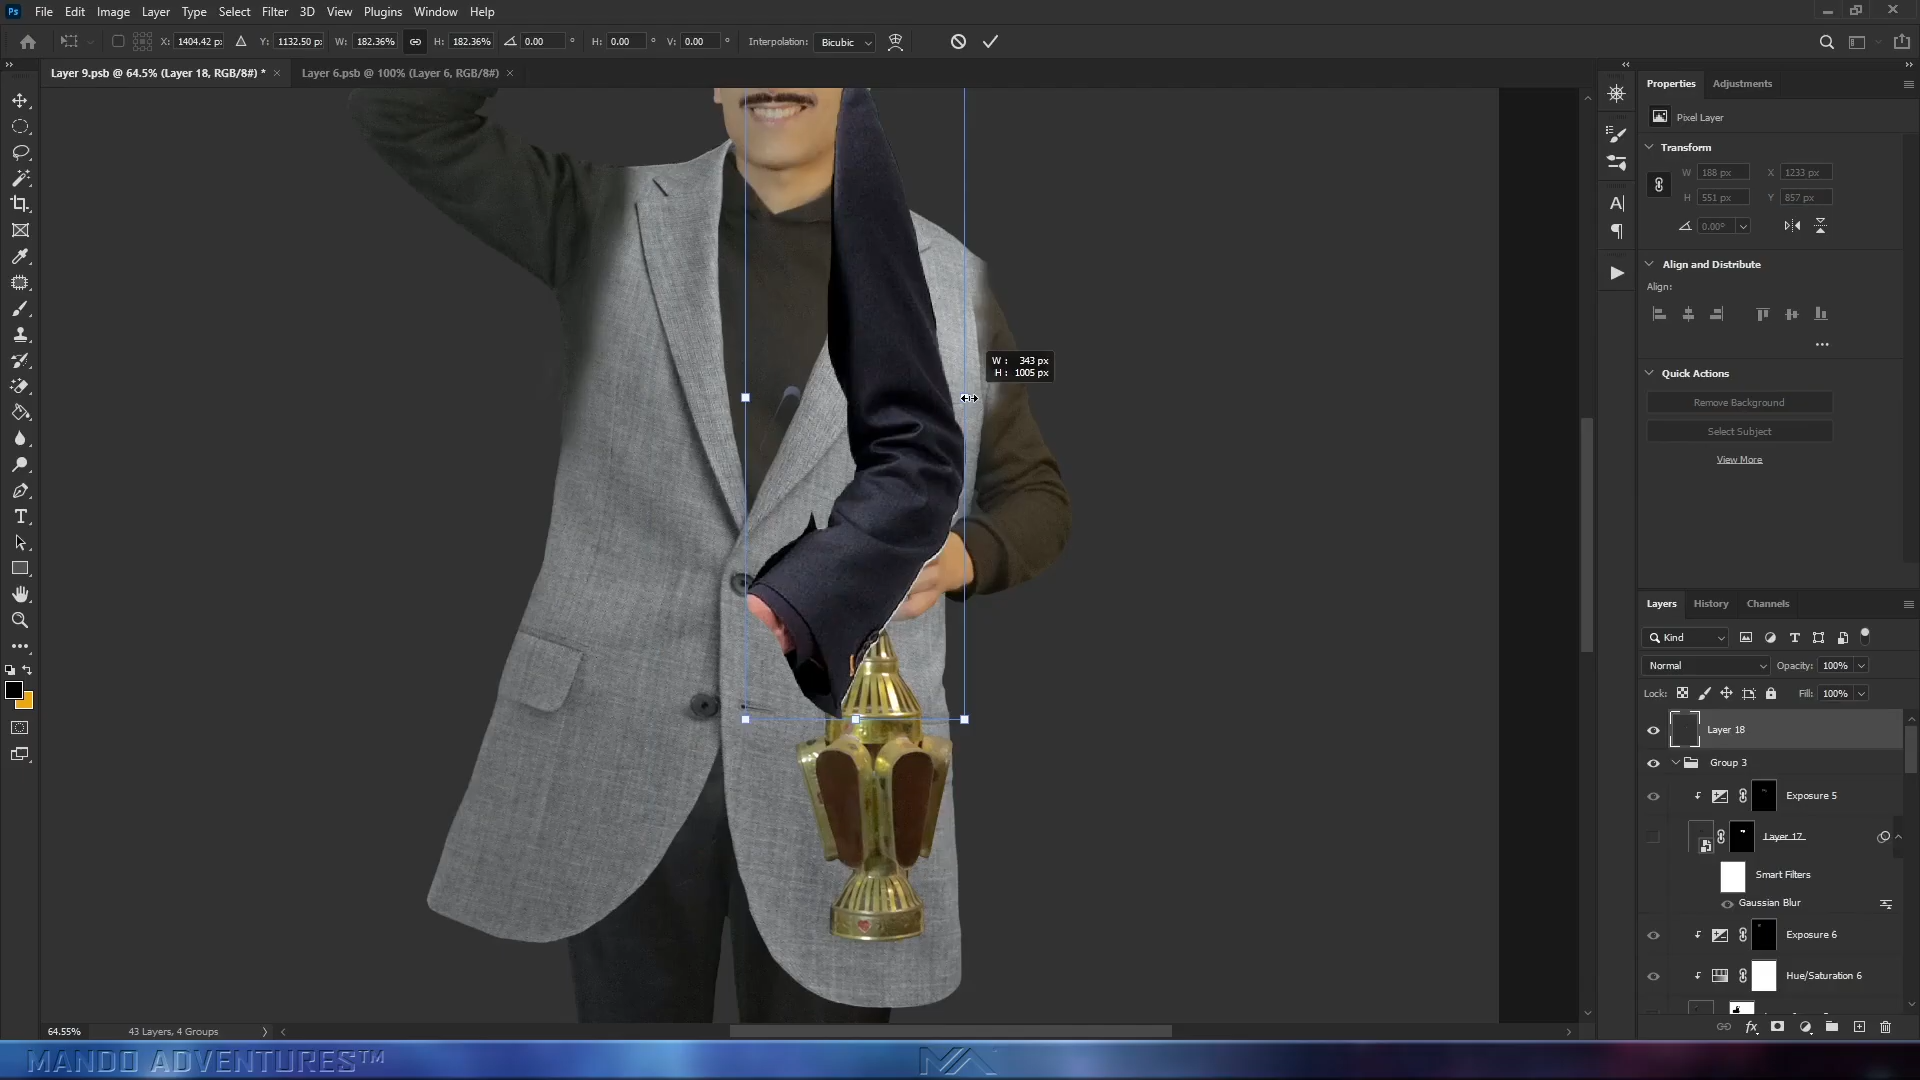 Ps File Edit Image Layer Type Select Filter 3D View Plugins Window Help
X: 1404.42 px Y: 1132.50 px W: 182.36% H: 182.36% 0.00 ° H: 0.00 ° V: 0.00 ° Interpolation: Bicubic
Layer 9.psb @ 64.5% (Layer 18, RGB/8#) * × Layer 6.psb @ 100% (Layer 6, RGB/8#) ×
Properties Adjustments
Pixel Layer
Transform
W 188 px X 1233 px
H 551 px Y 857 px
0.00°
Align and Distribute
Align:
Quick Actions
Remove Background
Select Subject
View More
W : 343 px
H : 1005 px
Layers History Channels
Kind
Normal Opacity: 100%
Lock: Fill: 100%
Layer 18
Group 3
Exposure 5
Layer 17
Smart Filters
Gaussian Blur
Exposure 6
Hue/Saturation 6
64.55% 43 Layers, 4 Groups
MANDO ADVENTURES™